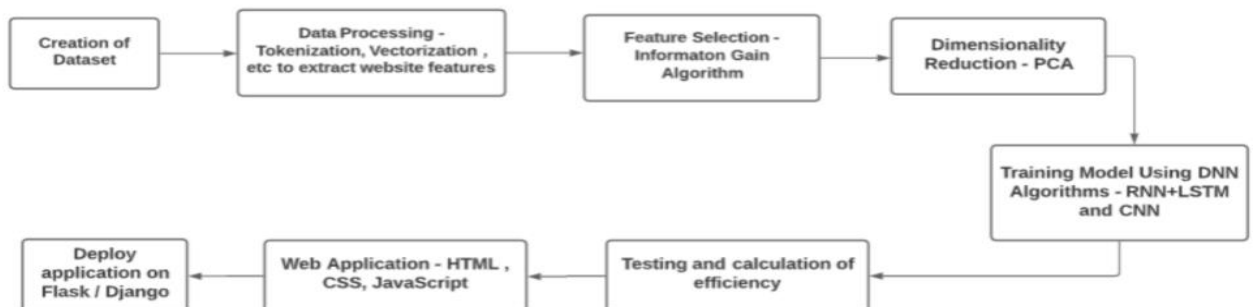 Creation of
Dataset
Data Processing -
Tokenization, Vectorization ,
etc to extract website features
Feature Selection -
Informaton Gain
Algorithm
Dimensionality
Reduction - PCA
Training Model Using DNN
Algorithms - RNN+LSTM
and CNN
Testing and calculation of
efficiency
Web Application - HTML ,
CSS, JavaScript
Deploy
application on
Flask / Django